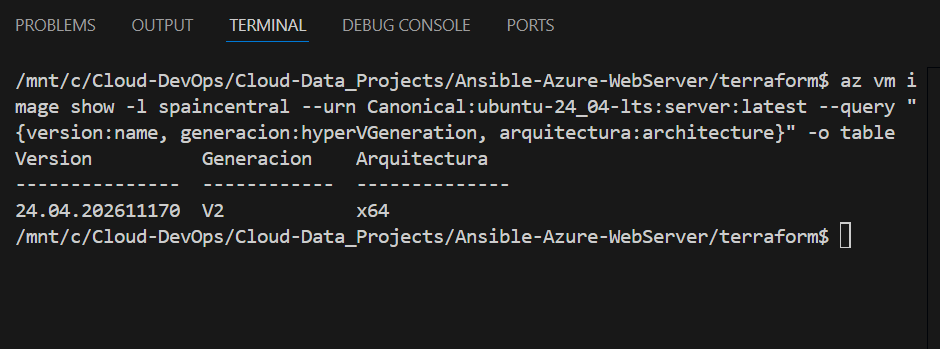 PROBLEMS OUTPUT TERMINAL DEBUG CONSOLE PORTS
/mnt/c/Cloud-DevOps/Cloud-Data_Projects/Ansible-Azure-WebServer/terraform$ az vm i
mage show -l spaincentral --urn Canonical:ubuntu-24_04-lts:server:latest --query "
{version:name, generacion:hyperVGeneration, arquitectura:architecture}" -o table
Version Generacion Arquitectura
--------------- ------------ --------------
24.04.202611170 V2 x64
/mnt/c/Cloud-DevOps/Cloud-Data_Projects/Ansible-Azure-WebServer/terraform$